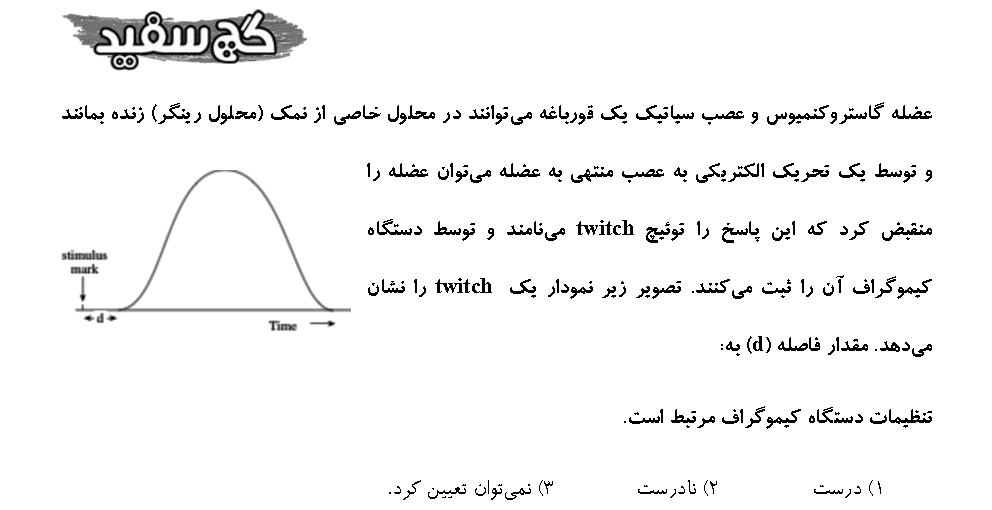 گچ سفید
عضله گاستروکنمیوس و عصب سیاتیک یک قورباغه می‌توانند در محلول خاصی از نمک (محلول رینگر) زنده بمانند
و توسط یک تحریک الکتریکی به عصب منتهی به عضله می‌توان عضله را
منقبض کرد که این پاسخ را توئیچ twitch می‌نامند و توسط دستگاه
کیموگراف آن را ثبت می‌کنند. تصویر زیر نمودار یک twitch را نشان
می‌دهد. مقدار فاصله (d) به:
stimulus
mark
d
Time
تنظیمات دستگاه کیموگراف مرتبط است.
۱) درست ۲) نادرست ۳) نمی‌توان تعیین کرد.